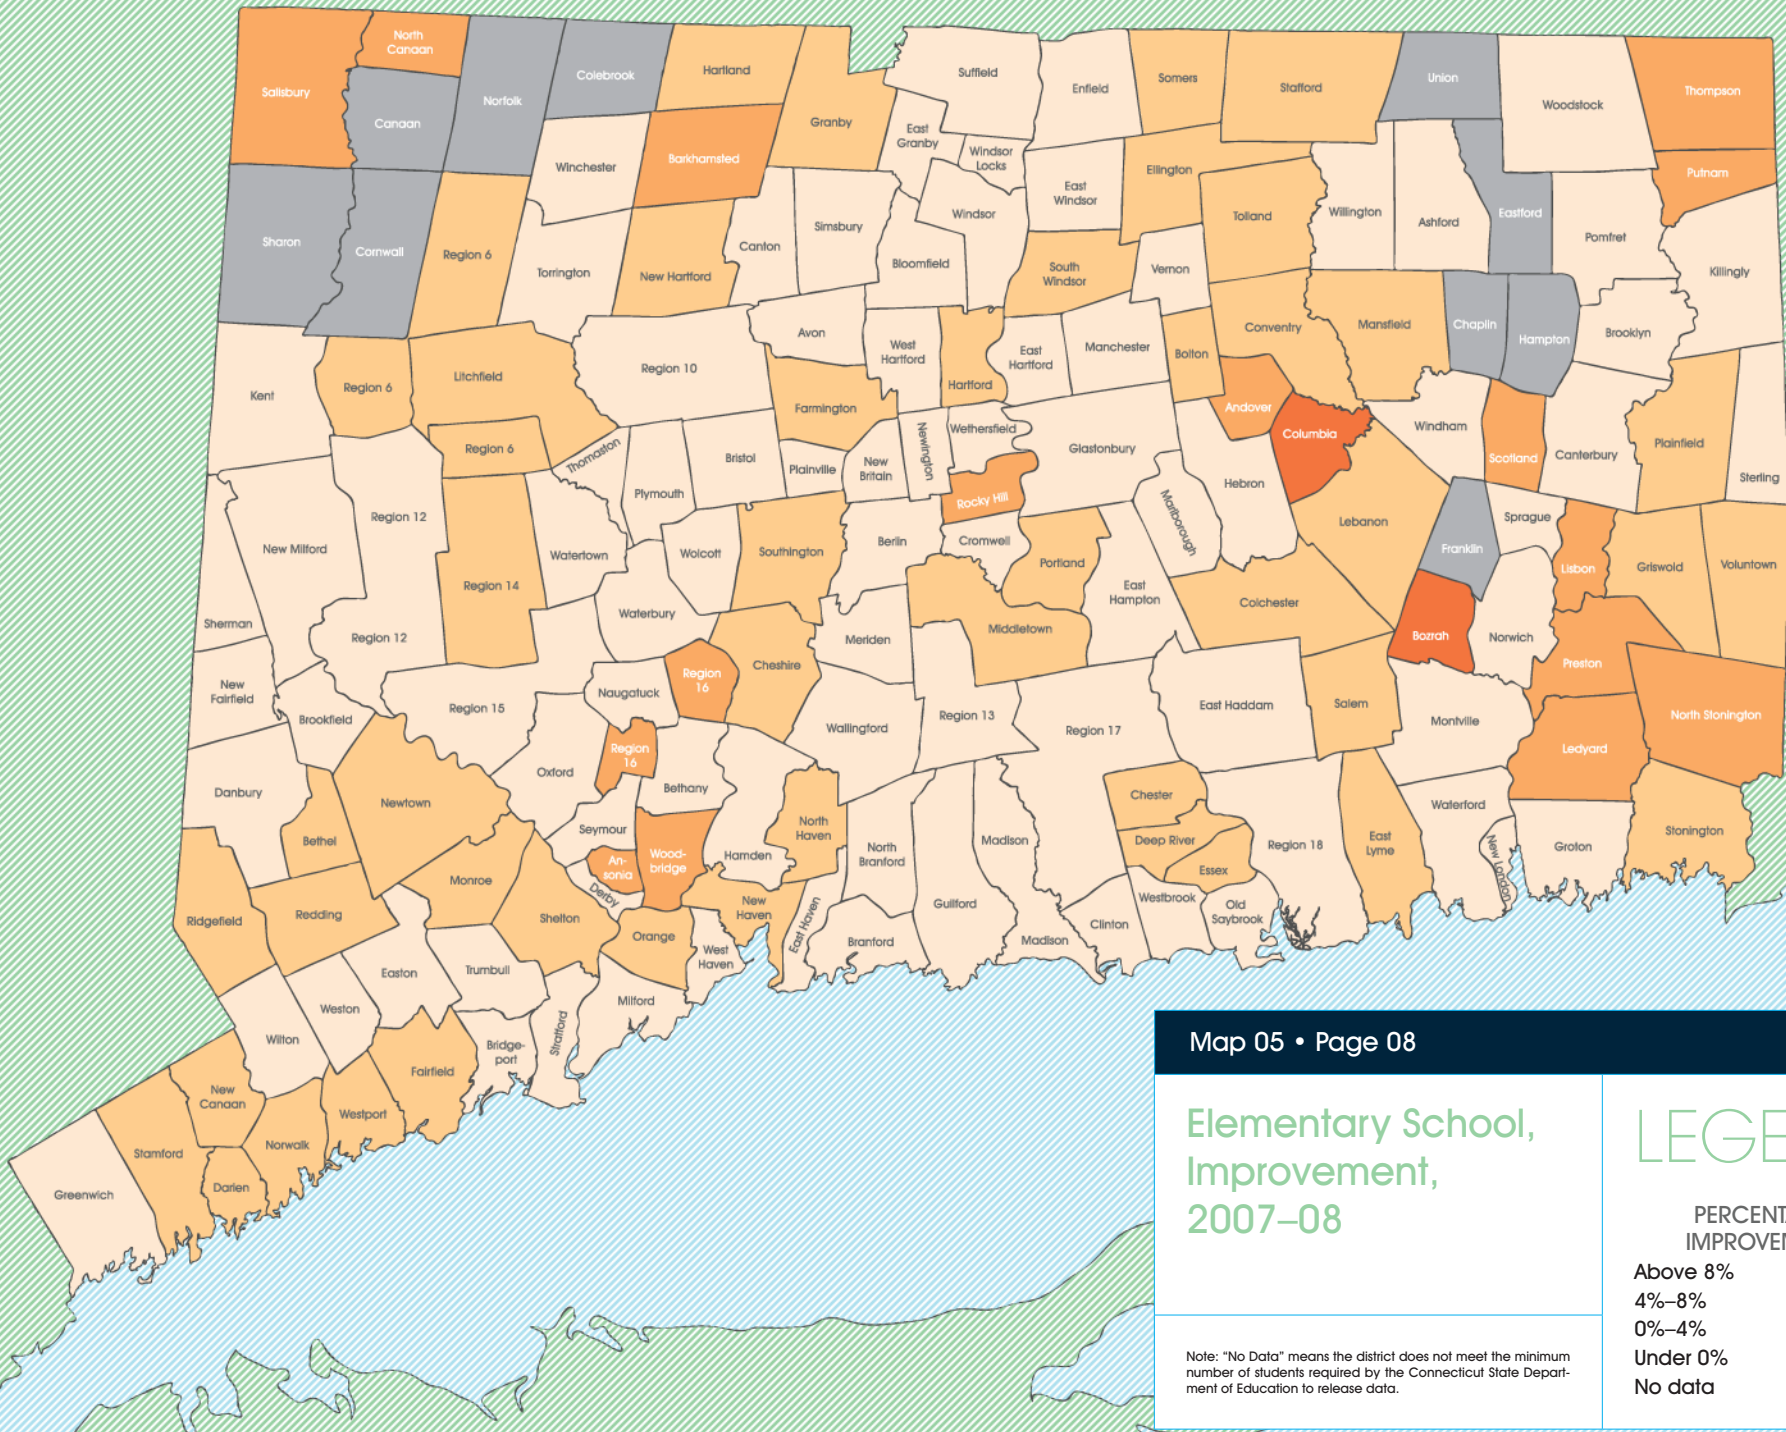 Salisbury
North
Canaan
Canaan
Norfolk
Colebrook
Hartland
Granby
Suffield
East
Granby
Windsor
Locks
Enfield
Somers
Stafford
Union
Woodstock
Thompson
Putnam
Winchester
Barkhamsted
Windsor
East
Windsor
Ellington
Tolland
Willington
Ashford
Eastford
Pomfret
Killingly
Sharon
Cornwall
Region 6
Torrington
New Hartford
Canton
Simsbury
Bloomfield
South
Windsor
Vernon
Kent
Region 6
Litchfield
Region 10
Avon
West
Hartford
Hartford
East
Hartford
Manchester
Bolton
Coventry
Mansfield
Chaplin
Hampton
Brooklyn
Region 6
Thomaston
Plymouth
Bristol
Farmington
Plainville
New
Britain
Newington
Wethersfield
Rocky Hill
Glastonbury
Marlborough
Hebron
Andover
Columbia
Windham
Scotland
Canterbury
Plainfield
Sterling
Region 12
New Milford
Region 14
Watertown
Wolcott
Southington
Berlin
Cromwell
Portland
East
Hampton
Lebanon
Franklin
Sprague
Lisbon
Griswold
Voluntown
Sherman
Region 12
Waterbury
Meriden
Middletown
Colchester
Bozrah
Norwich
Preston
New
Fairfield
Brookfield
Region 15
Naugatuck
Region
16
Cheshire
Wallingford
Region 13
Region 17
East Haddam
Salem
Montville
North Stonington
Ledyard
Danbury
Bethel
Newtown
Oxford
Region
16
Bethany
Seymour
An-
sonia
Wood-
bridge
Derby
Hamden
North
Haven
North
Branford
Madison
Chester
Deep River
Essex
Region 18
East
Lyme
Waterford
New London
Groton
Stonington
Ridgefield
Redding
Monroe
Shelton
Orange
New
Haven
West
Haven
East Haven
Branford
Guilford
Madison
Clinton
Westbrook
Old
Saybrook
Wilton
Weston
Easton
Trumbull
Stratford
Milford
Bridge-
port
Fairfield
New
Canaan
Westport
Norwalk
Stamford
Darien
Greenwich
Map 05 • Page 08
Elementary School,
Improvement,
2007–08
Note: “No Data” means the district does not meet the minimum
number of students required by the Connecticut State Depart-
ment of Education to release data.
LEGE
PERCENT
IMPROVE
Above 8%
4%–8%
0%–4%
Under 0%
No data